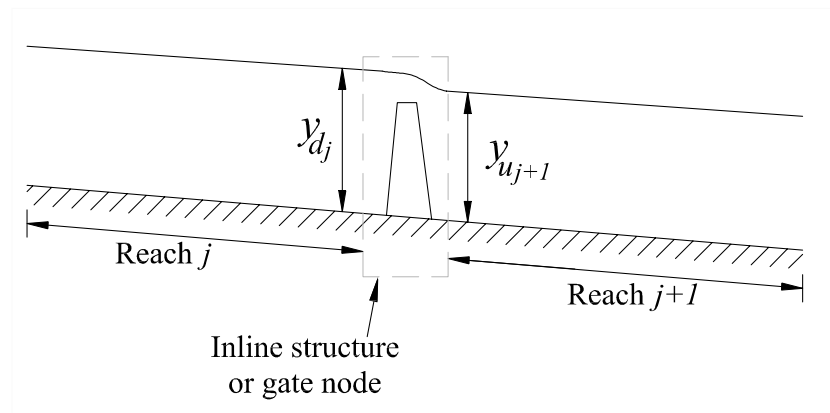 y_{d_j}
y_{u_{j+1}}
Reach j
Reach j+1
Inline structure
or gate node